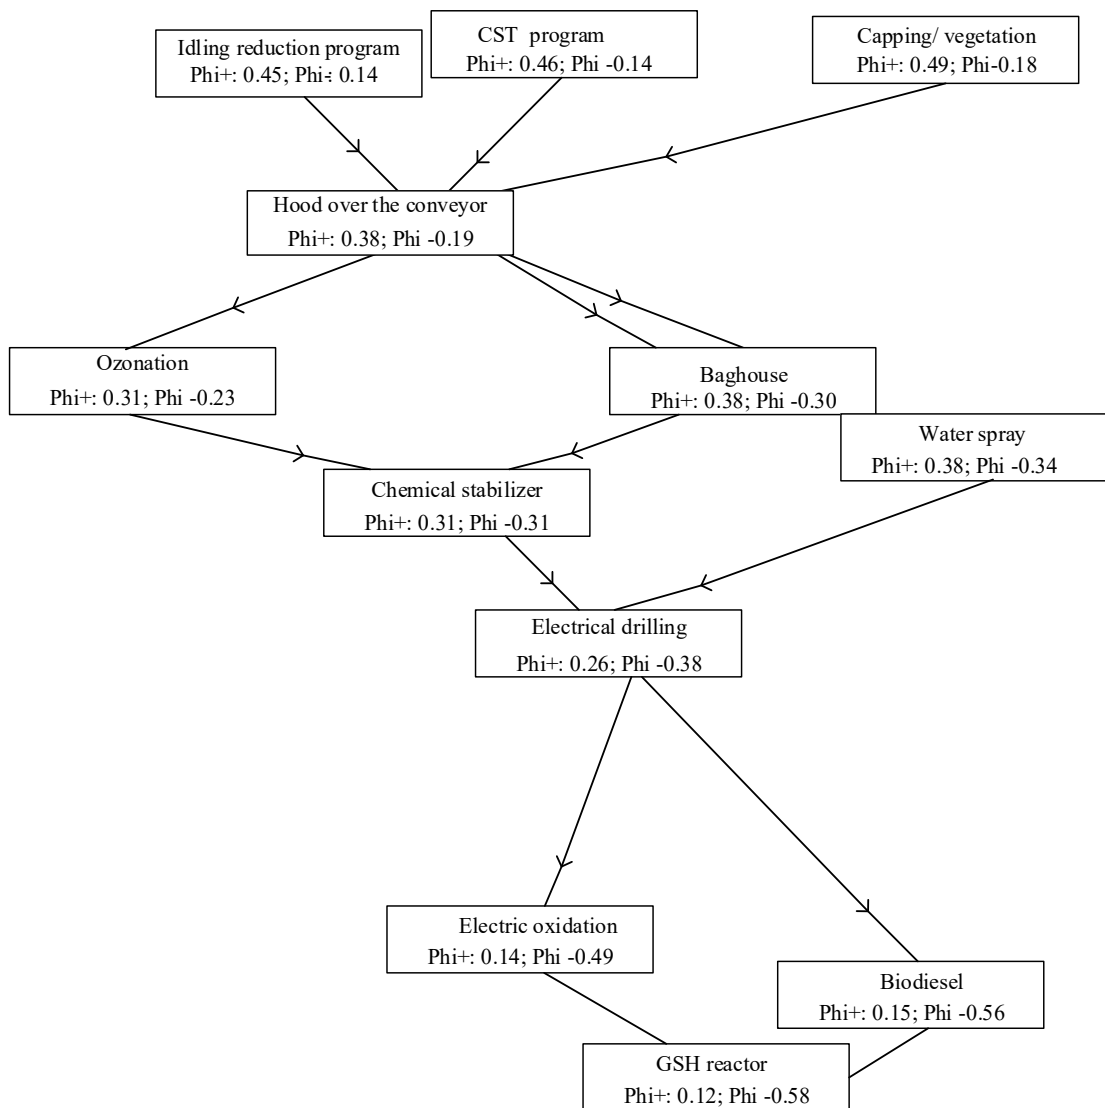 Idling reduction program
Phi+: 0.45; Phi-: 0.14
CST program
Phi+: 0.46; Phi -0.14
Capping/ vegetation
Phi+: 0.49; Phi-0.18
Hood over the conveyor
Phi+: 0.38; Phi -0.19
Ozonation
Phi+: 0.31; Phi -0.23
Baghouse
Phi+: 0.38; Phi -0.30
Water spray
Phi+: 0.38; Phi -0.34
Chemical stabilizer
Phi+: 0.31; Phi -0.31
Electrical drilling
Phi+: 0.26; Phi -0.38
Electric oxidation
Phi+: 0.14; Phi -0.49
Biodiesel
Phi+: 0.15; Phi -0.56
GSH reactor
Phi+: 0.12; Phi -0.58